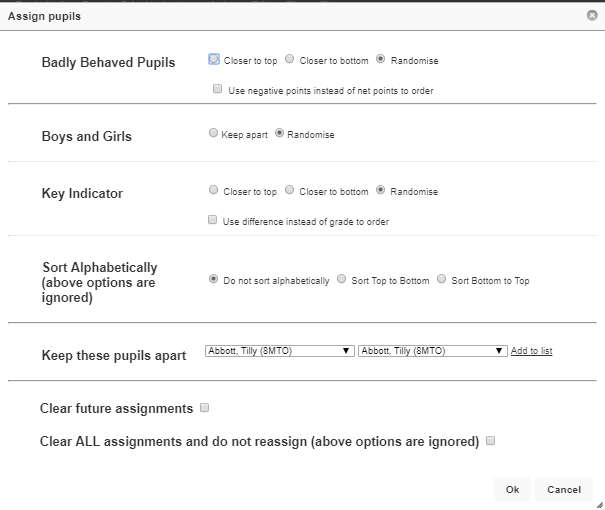 Assign pupils
Badly Behaved Pupils
Closer to top Closer to bottom Randomise
Use negative points instead of net points to order
Boys and Girls
Keep apart Randomise
Key Indicator
Closer to top Closer to bottom Randomise
Use difference instead of grade to order
Sort Alphabetically
(above options are
ignored)
Do not sort alphabetically Sort Top to Bottom Sort Bottom to Top
Keep these pupils apart
Abbott, Tilly (8MTO) Abbott, Tilly (8MTO) Add to list
Clear future assignments
Clear ALL assignments and do not reassign (above options are ignored)
Ok Cancel